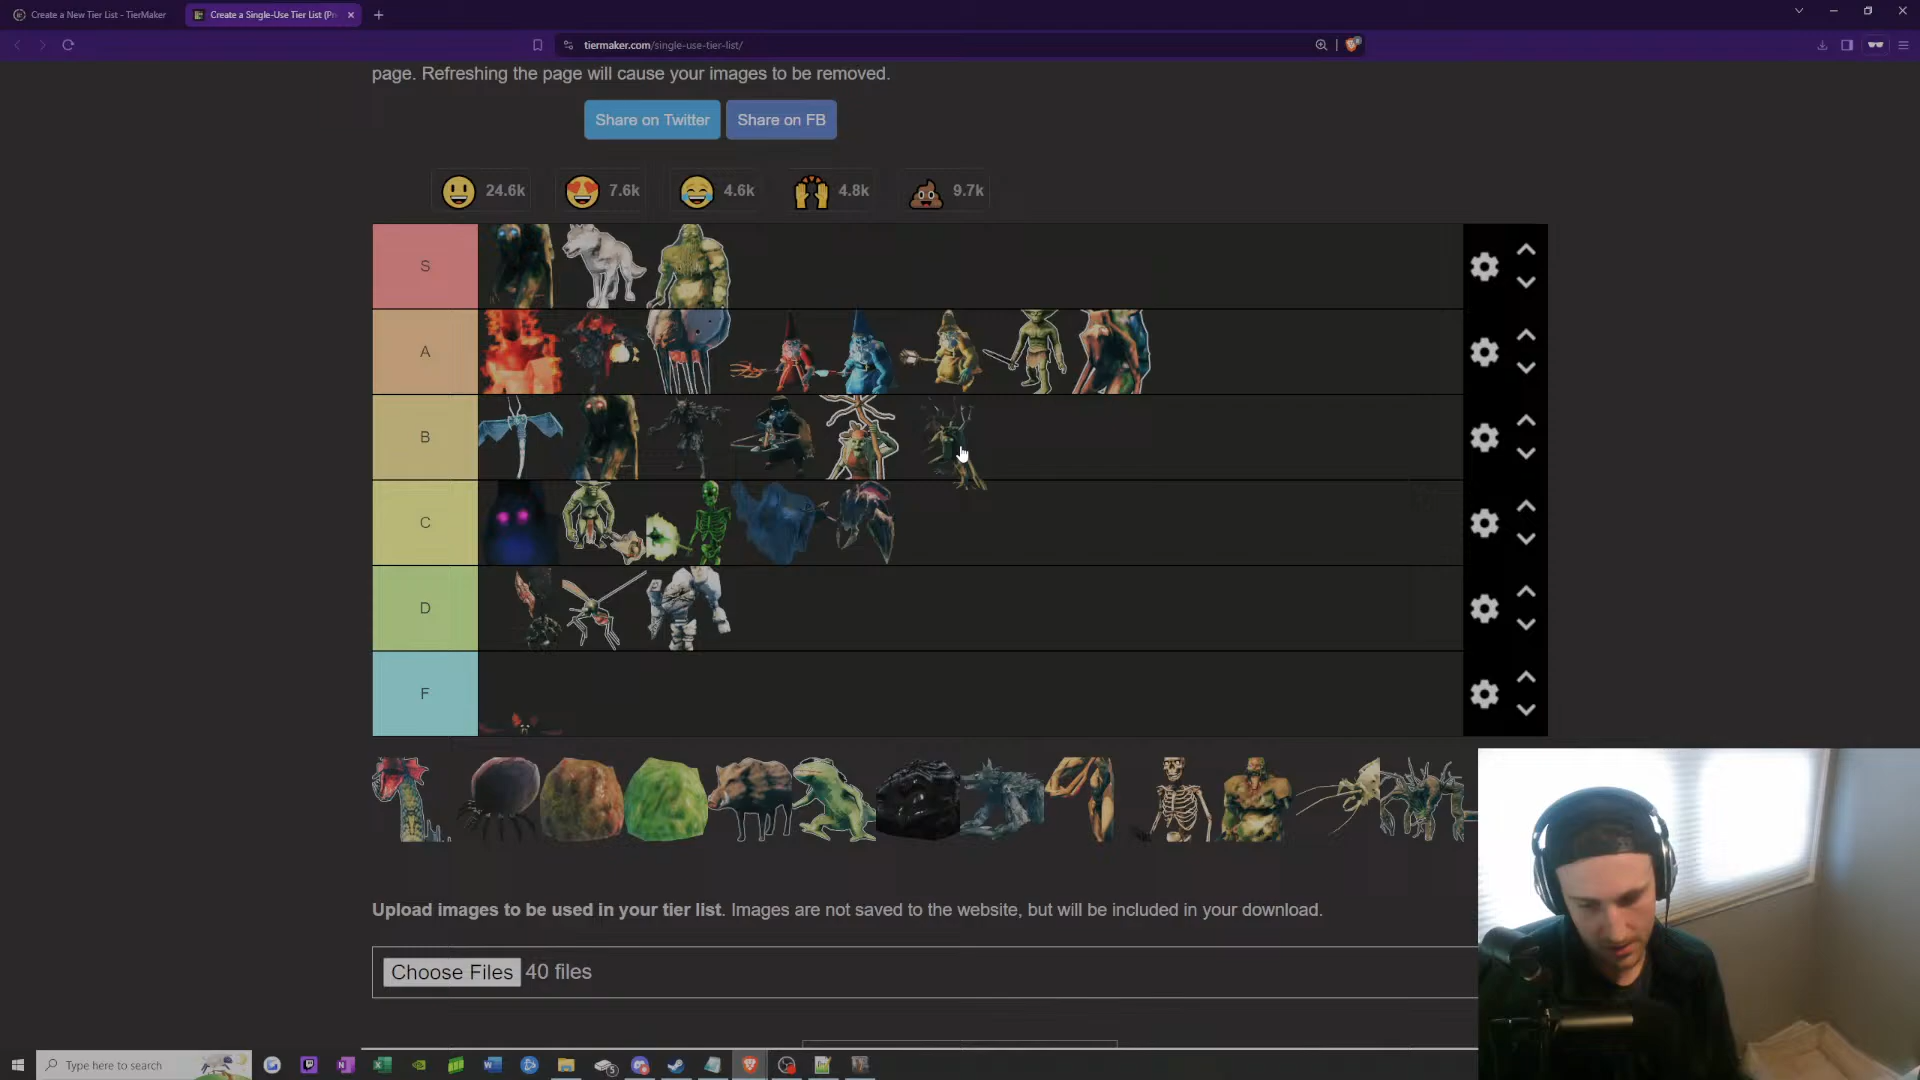 Create a New Tier List - TierMaker
Create a Single-Use Tier List (Pr
tiermaker.com/single-use-tier-list/
page. Refreshing the page will cause your images to be removed.
Share on Twitter
Share on FB
24.6k
7.6k
4.6k
4.8k
9.7k
S
A
B
C
D
F
Upload images to be used in your tier list. Images are not saved to the website, but will be included in your download.
Choose Files 40 files
Type here to search